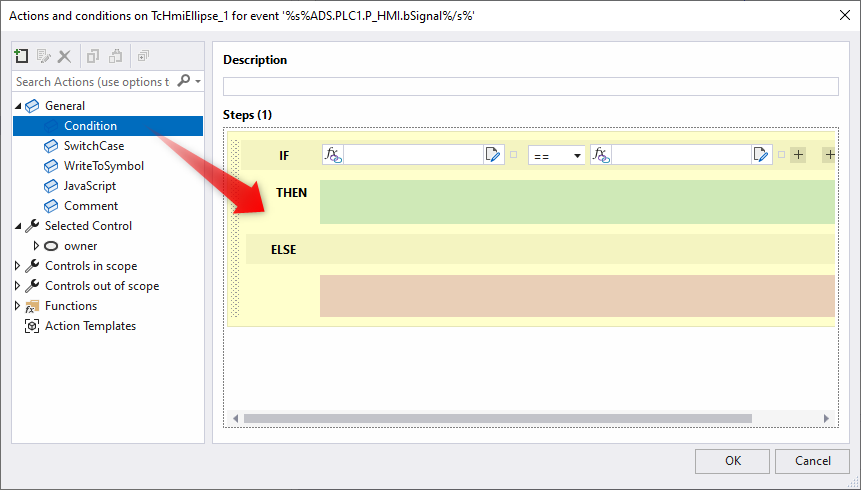 Actions and conditions on TcHmiEllipse_1 for event '%s%ADS.PLC1.P_HMI.bSignal%/s%'
Search Actions (use options t
General
Condition
SwitchCase
WriteToSymbol
JavaScript
Comment
Selected Control
owner
Controls in scope
Controls out of scope
Functions
Action Templates
Description
Steps (1)
IF fx == fx + +
THEN
ELSE
OK Cancel